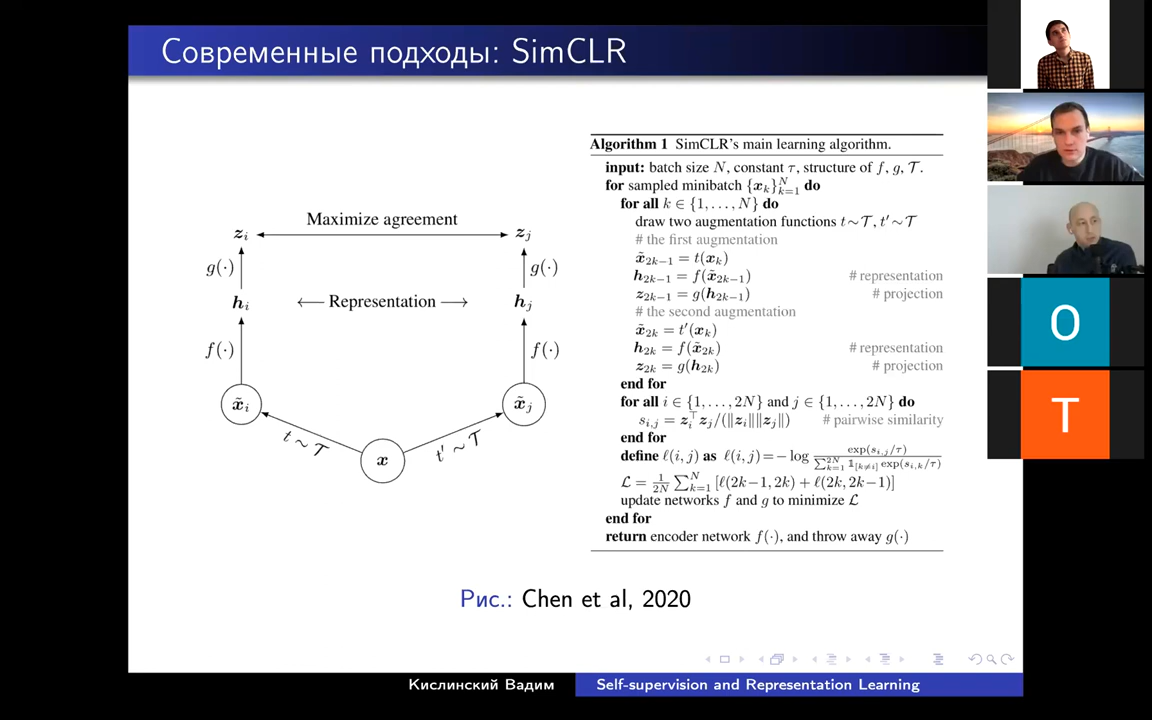 Современные подходы: SimCLR
Maximize agreement
z_i z_j
g(·) g(·)
h_i ⟵ Representation ⟶ h_j
f(·) f(·)
x̃_i x̃_j
t ~ 𝒯 t′ ~ 𝒯
x
Algorithm 1 SimCLR's main learning algorithm.
input: batch size N, constant τ, structure of f, g, 𝒯.
for sampled minibatch {x_k}_{k=1}^N do
for all k ∈ {1, . . . , N} do
draw two augmentation functions t ~ 𝒯, t′ ~ 𝒯
# the first augmentation
x̃_{2k−1} = t(x_k)
h_{2k−1} = f(x̃_{2k−1}) # representation
z_{2k−1} = g(h_{2k−1}) # projection
# the second augmentation
x̃_{2k} = t′(x_k)
h_{2k} = f(x̃_{2k}) # representation
z_{2k} = g(h_{2k}) # projection
end for
for all i ∈ {1, . . . , 2N} and j ∈ {1, . . . , 2N} do
s_{i,j} = z_i^⊤ z_j /(‖z_i‖‖z_j‖) # pairwise similarity
end for
define ℓ(i, j) as ℓ(i, j) = − log exp(s_{i,j}/τ) / ∑_{k=1}^{2N} 𝟙_{[k≠i]} exp(s_{i,k}/τ)
ℒ = 1/2N ∑_{k=1}^N [ℓ(2k−1, 2k) + ℓ(2k, 2k−1)]
update networks f and g to minimize ℒ
end for
return encoder network f(·), and throw away g(·)
Рис.: Chen et al, 2020
Кислинский Вадим Self-supervision and Representation Learning
O
T